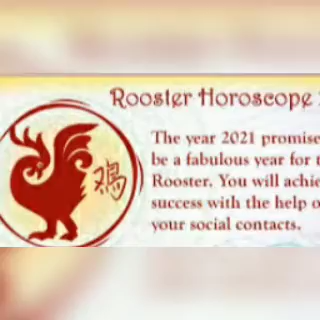 Rooster Horoscope
The year 2021 promise
be a fabulous year for t
Rooster. You will achie
success with the help o
your social contacts.
鸡